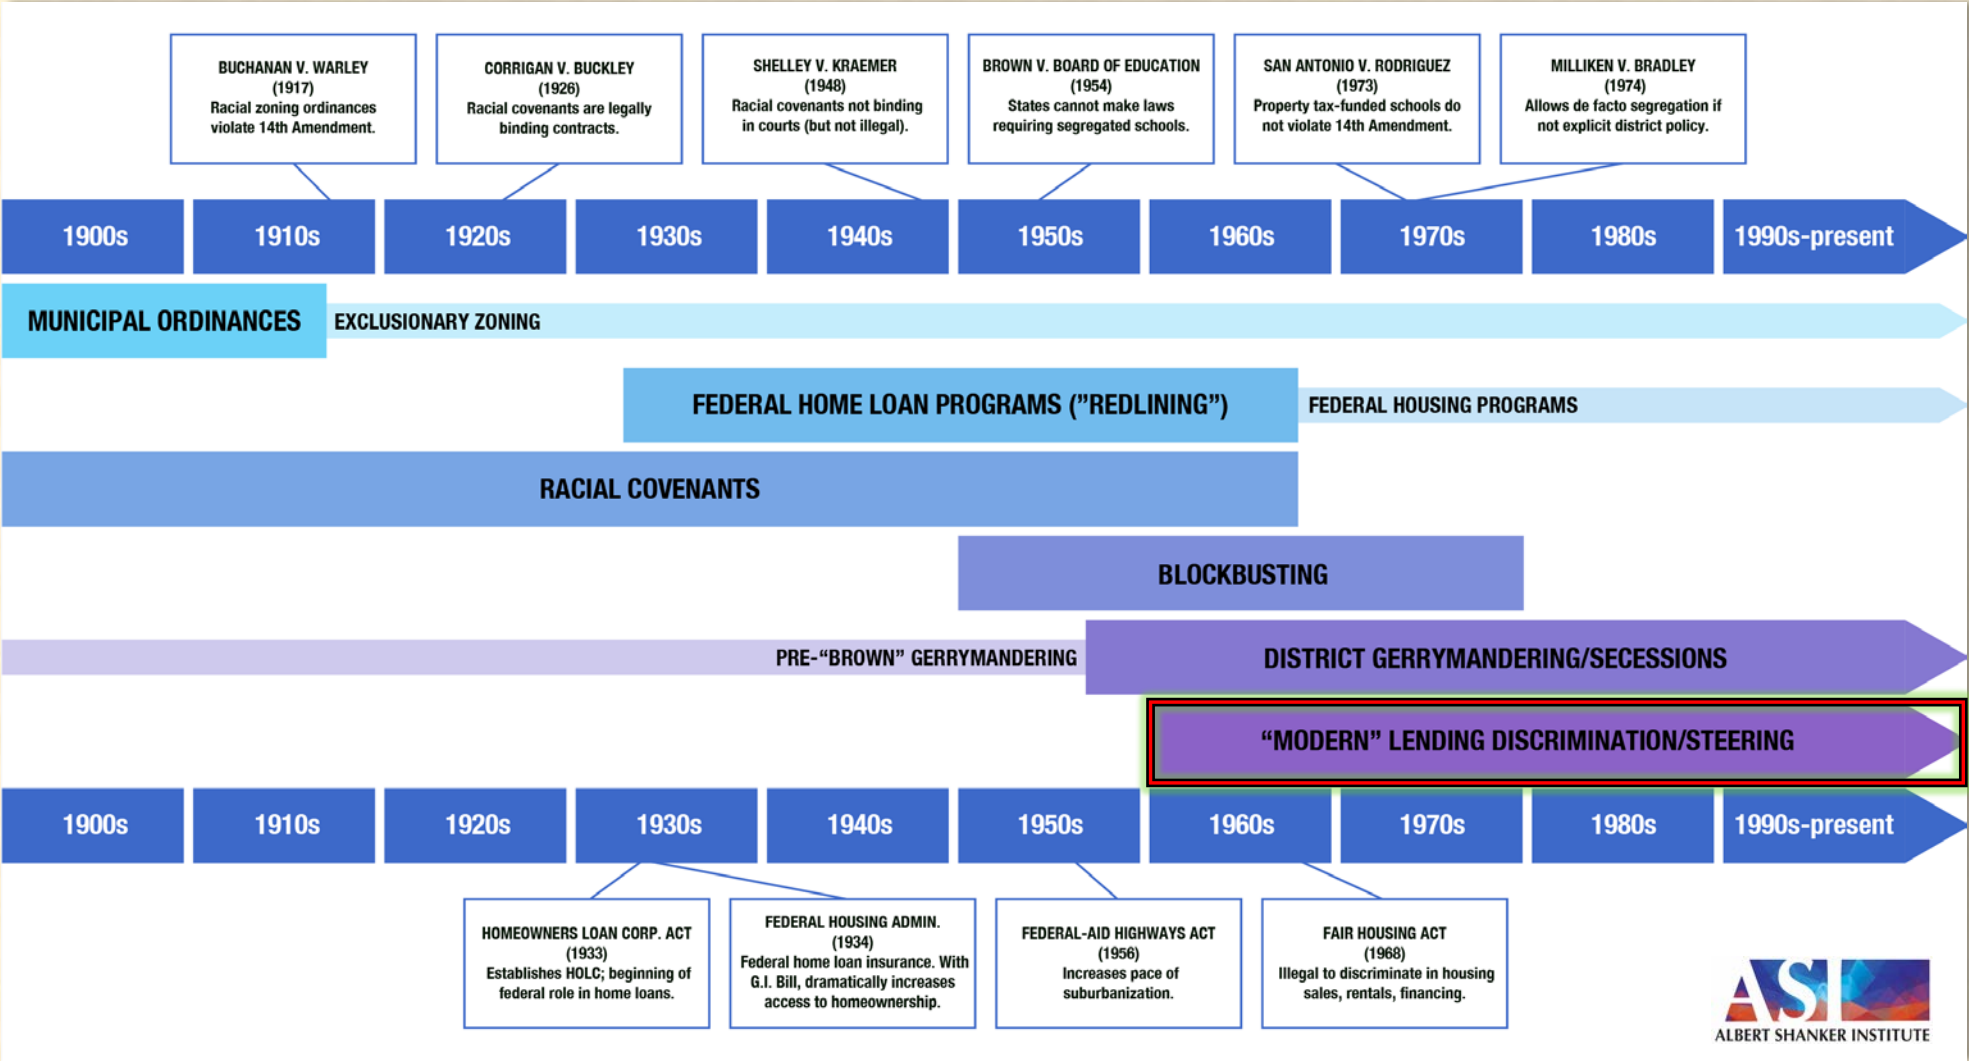 BUCHANAN V. WARLEY
(1917)
Racial zoning ordinances
violate 14th Amendment.
CORRIGAN V. BUCKLEY
(1926)
Racial covenants are legally
binding contracts.
SHELLEY V. KRAEMER
(1948)
Racial covenants not binding
in courts (but not illegal).
BROWN V. BOARD OF EDUCATION
(1954)
States cannot make laws
requiring segregated schools.
SAN ANTONIO V. RODRIGUEZ
(1973)
Property tax-funded schools do
not violate 14th Amendment.
MILLIKEN V. BRADLEY
(1974)
Allows de facto segregation if
not explicit district policy.
1900s 1910s 1920s 1930s 1940s 1950s 1960s 1970s 1980s 1990s-present
MUNICIPAL ORDINANCES EXCLUSIONARY ZONING
FEDERAL HOME LOAN PROGRAMS ("REDLINING") FEDERAL HOUSING PROGRAMS
RACIAL COVENANTS
BLOCKBUSTING
PRE-“BROWN” GERRYMANDERING DISTRICT GERRYMANDERING/SECESSIONS
“MODERN” LENDING DISCRIMINATION/STEERING
1900s 1910s 1920s 1930s 1940s 1950s 1960s 1970s 1980s 1990s-present
HOMEOWNERS LOAN CORP. ACT
(1933)
Establishes HOLC; beginning of
federal role in home loans.
FEDERAL HOUSING ADMIN.
(1934)
Federal home loan insurance. With
G.I. Bill, dramatically increases
access to homeownership.
FEDERAL-AID HIGHWAYS ACT
(1956)
Increases pace of
suburbanization.
FAIR HOUSING ACT
(1968)
Illegal to discriminate in housing
sales, rentals, financing.
ASI
ALBERT SHANKER INSTITUTE